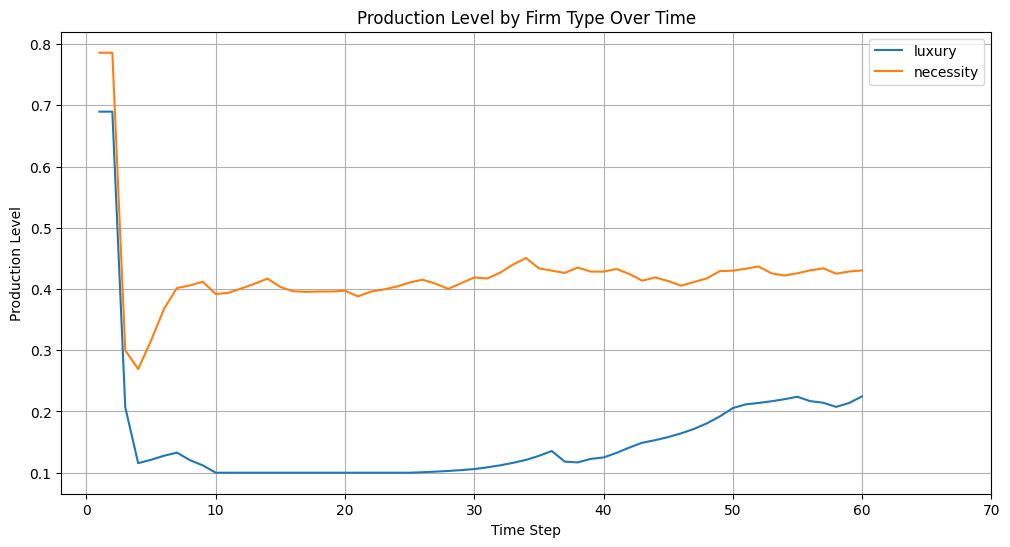 Production Level by Firm Type Over Time
luxury
necessity
Production Level
0.8
0.7
0.6
0.5
0.4
0.3
0.2
0.1
0 10 20 30 40 50 60 70
Time Step